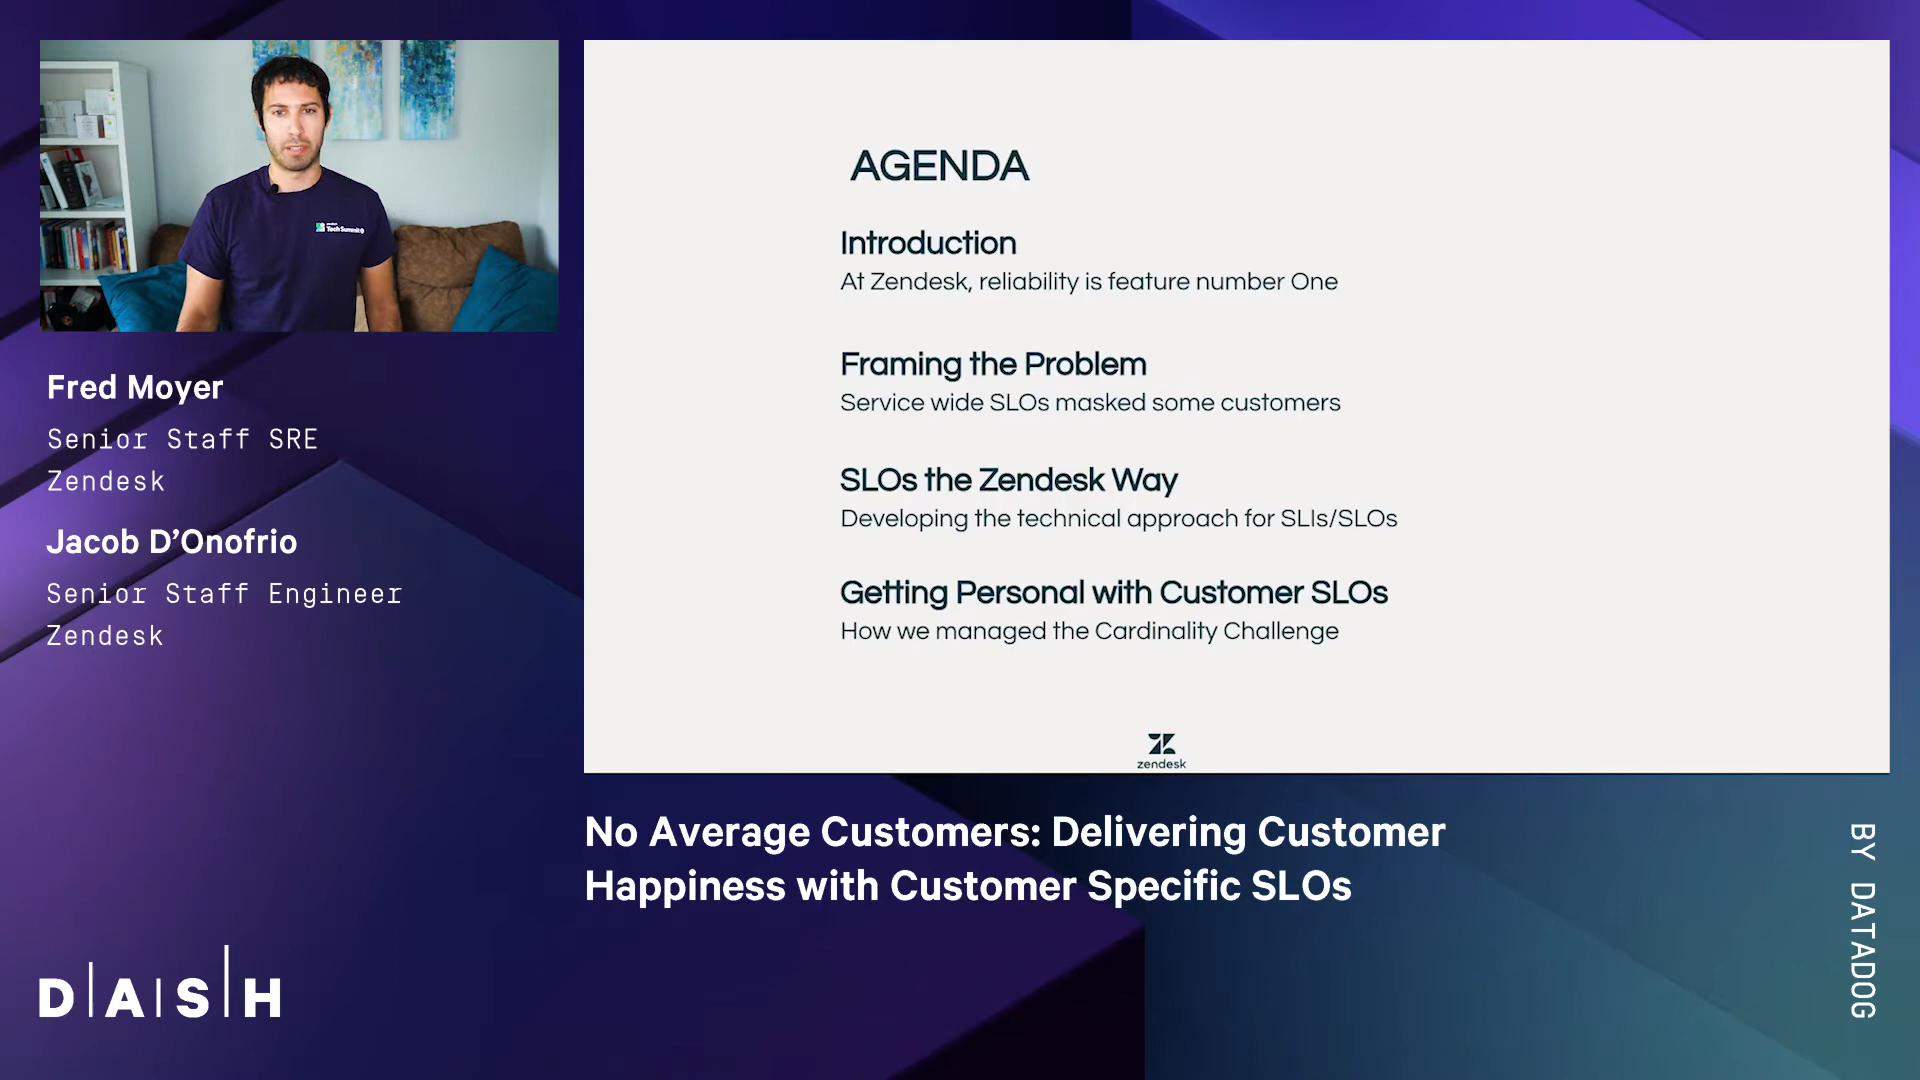 Tech Summit
Fred Moyer
Senior Staff SRE
Zendesk
Jacob D’Onofrio
Senior Staff Engineer
Zendesk
AGENDA
Introduction
At Zendesk, reliability is feature number One
Framing the Problem
Service wide SLOs masked some customers
SLOs the Zendesk Way
Developing the technical approach for SLIs/SLOs
Getting Personal with Customer SLOs
How we managed the Cardinality Challenge
zendesk
No Average Customers: Delivering Customer
Happiness with Customer Specific SLOs
DASH
BY DATADOG